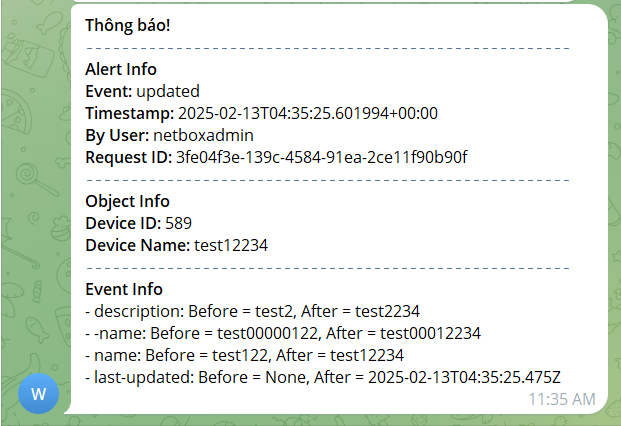 Thông báo!
Alert Info
Event: updated
Timestamp: 2025-02-13T04:35:25.601994+00:00
By User: netboxadmin
Request ID: 3fe04f3e-139c-4584-91ea-2ce11f90b90f
Object Info
Device ID: 589
Device Name: test12234
Event Info
- description: Before = test2, After = test2234
- -name: Before = test00000122, After = test00012234
- name: Before = test122, After = test12234
- last-updated: Before = None, After = 2025-02-13T04:35:25.475Z
W
11:35 AM